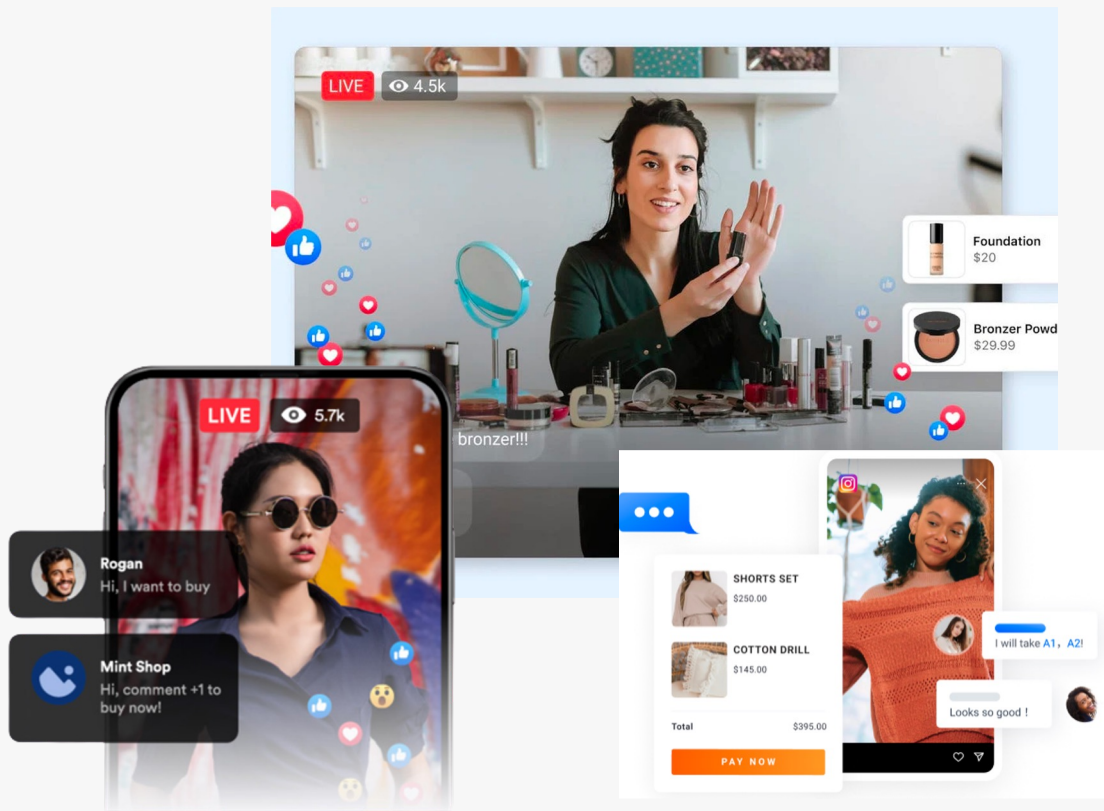 LIVE
4.5k
Foundation
$20
Bronzer Powd
$29.99
bronzer!!!
LIVE
5.7k
Rogan
Hi, I want to buy
Mint Shop
Hi, comment +1 to
buy now!
SHORTS SET
$250.00
COTTON DRILL
$145.00
Total $395.00
PAY NOW
I will take A1, A2!
Looks so good !